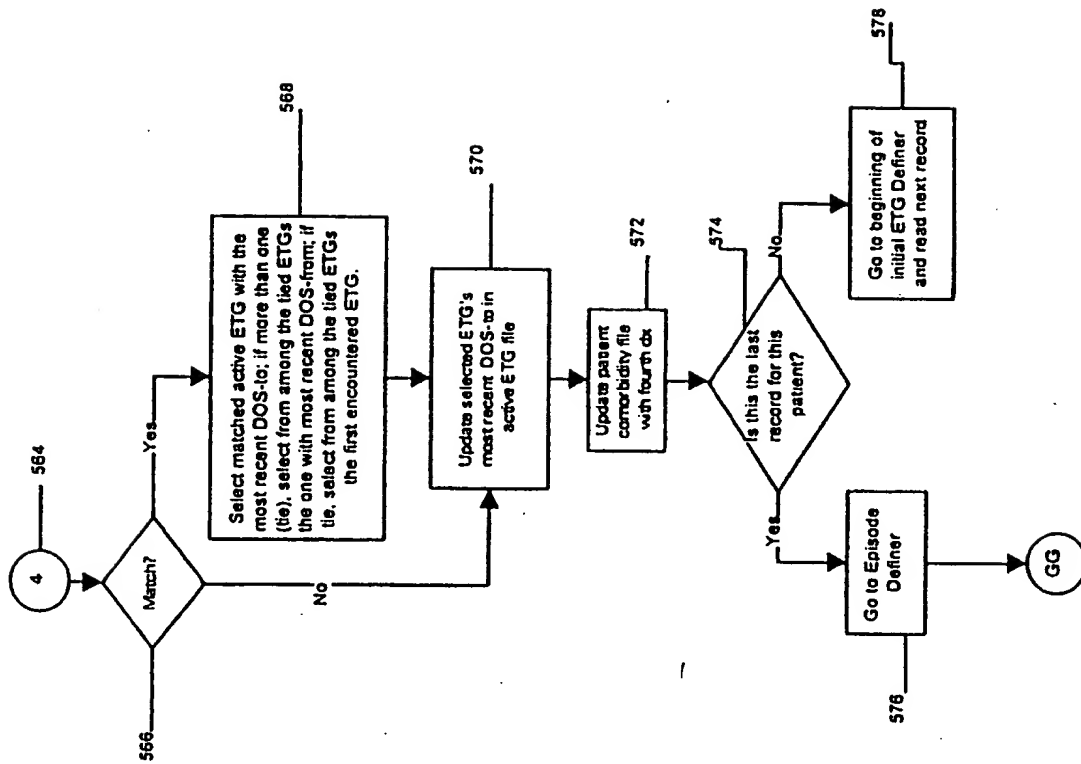 4
564
Match?
566
Yes
No
Select matched active ETG with the
most recent DOS-to; if more than one
(tie), select from among the tied ETGs
the one with most recent DOS-from; if
tie, select from among the tied ETGs
the first encountered ETG.
568
Update selected ETG's
most recent DOS-to in
active ETG file
570
Update patient
comorbidity file
with fourth dx
572
574
Is this the last
record for this
patient?
Yes
No
Go to Episode
Definer
576
Go to beginning of
initial ETG Definer
and read next record
578
GG